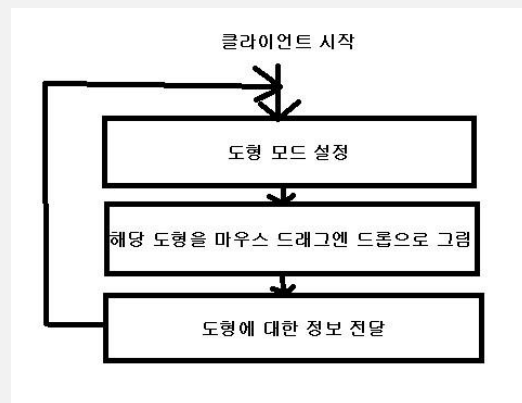 클라이언트 시작
도형 모드 설정
해당 도형을 마우스 드래그엔 드롭으로 그림
도형에 대한 정보 전달